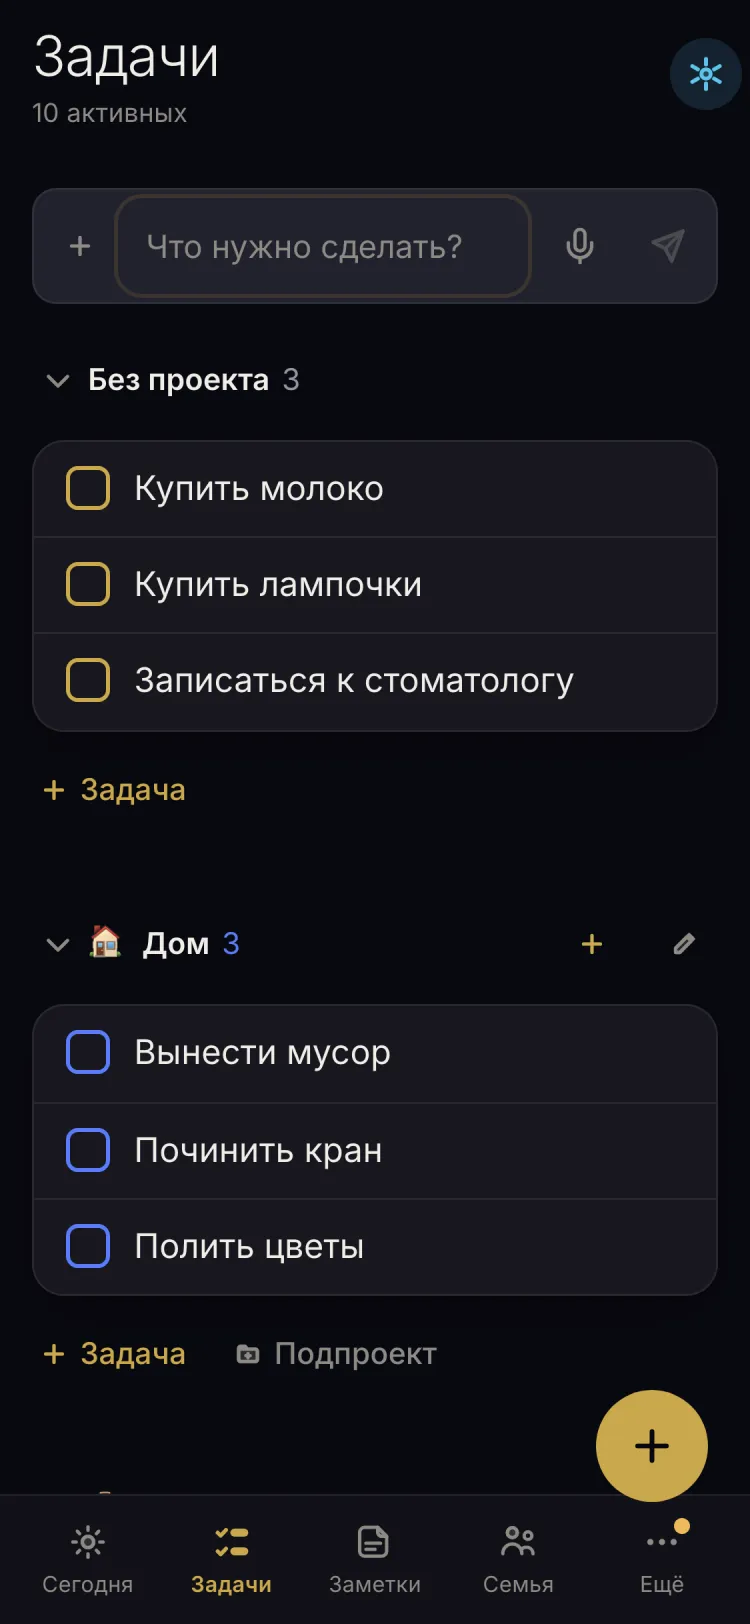 Задачи
10 активных
Что нужно сделать?
Без проекта 3
Купить молоко
Купить лампочки
Записаться к стоматологу
+ Задача
Дом 3
Вынести мусор
Починить кран
Полить цветы
+ Задача Подпроект
Сегодня Задачи Заметки Семья Ещё